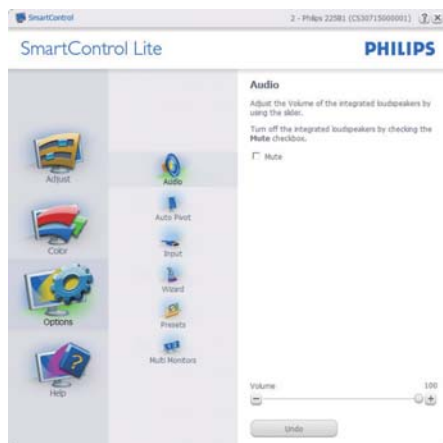 SmartControl
2 - Philips 225B1 (CS30715000001)
SmartControl Lite
PHILIPS
Adjust
Color
Options
Help
Audio
Auto Pivot
Input
Wizard
Presets
Multi Monitors
Audio
Adjust the Volume of the integrated loudspeakers by
using the slider.
Turn off the integrated loudspeakers by checking the
Mute checkbox.
Mute
Volume 100
Undo